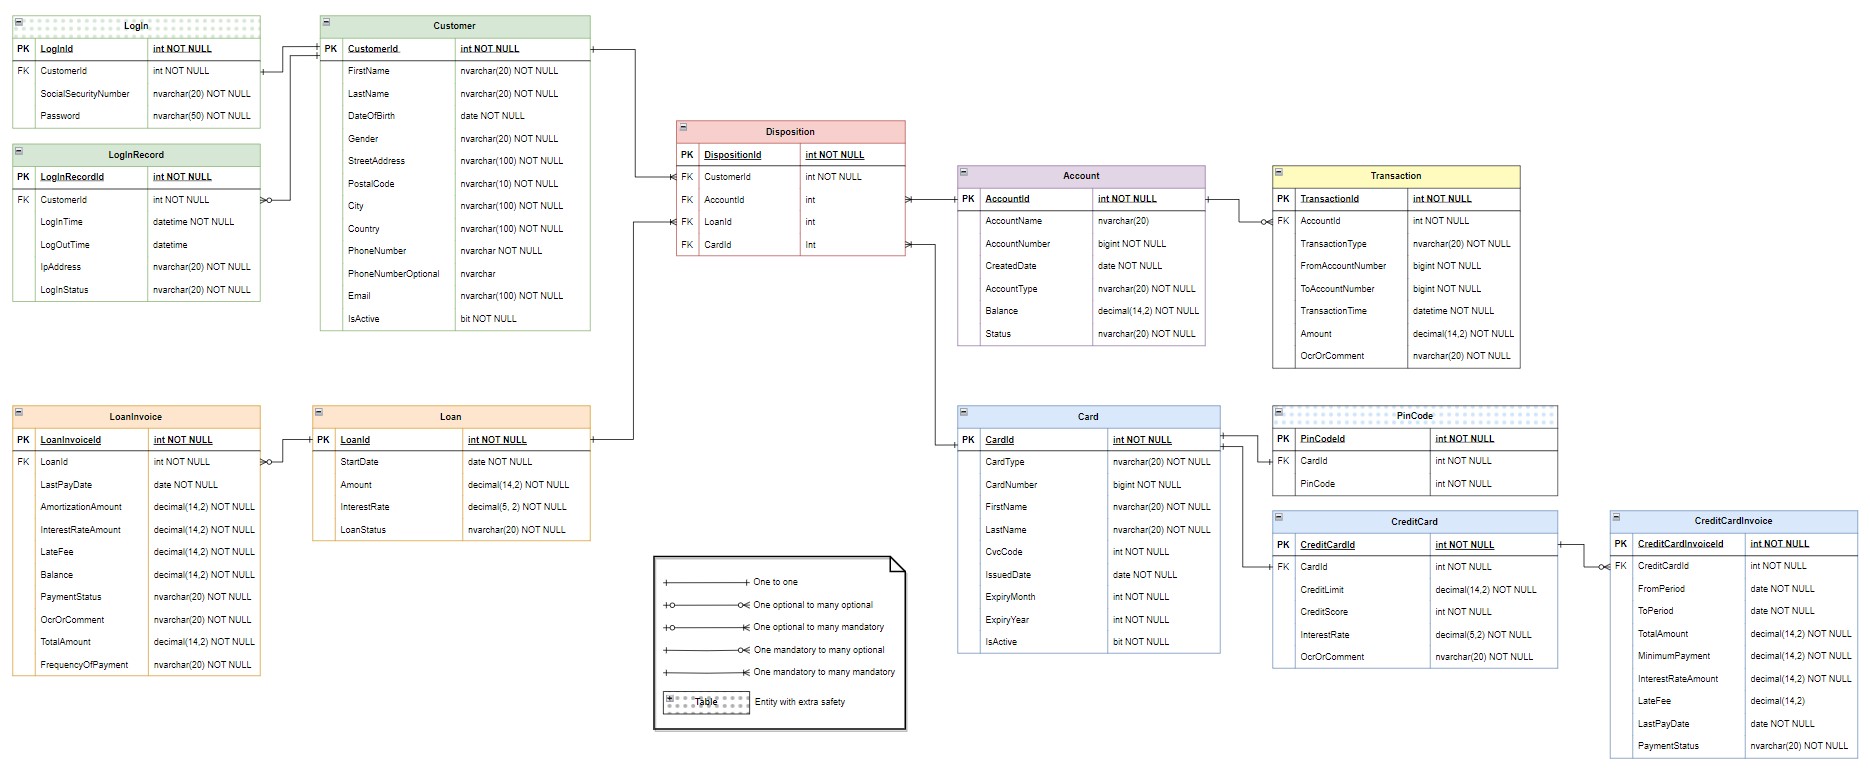 LogIn
PK LogInId int NOT NULL
FK CustomerId int NOT NULL
SocialSecurityNumber nvarchar(20) NOT NULL
Password nvarchar(50) NOT NULL
LogInRecord
PK LogInRecordId int NOT NULL
FK CustomerId int NOT NULL
LogInTime datetime NOT NULL
LogOutTime datetime
IpAddress nvarchar(20) NOT NULL
LogInStatus nvarchar(20) NOT NULL
Customer
PK CustomerId int NOT NULL
FirstName nvarchar(20) NOT NULL
LastName nvarchar(20) NOT NULL
DateOfBirth date NOT NULL
Gender nvarchar(20) NOT NULL
StreetAddress nvarchar(100) NOT NULL
PostalCode nvarchar(10) NOT NULL
City nvarchar(100) NOT NULL
Country nvarchar(100) NOT NULL
PhoneNumber nvarchar NOT NULL
PhoneNumberOptional nvarchar
Email nvarchar(100) NOT NULL
IsActive bit NOT NULL
Disposition
PK DispositionId int NOT NULL
FK CustomerId int NOT NULL
FK AccountId int
FK LoanId int
FK CardId Int
Account
PK AccountId int NOT NULL
AccountName nvarchar(20)
AccountNumber bigint NOT NULL
CreatedDate date NOT NULL
AccountType nvarchar(20) NOT NULL
Balance decimal(14,2) NOT NULL
Status nvarchar(20) NOT NULL
Transaction
PK TransactionId int NOT NULL
FK AccountId int NOT NULL
TransactionType nvarchar(20) NOT NULL
FromAccountNumber bigint NOT NULL
ToAccountNumber bigint NOT NULL
TransactionTime datetime NOT NULL
Amount decimal(14,2) NOT NULL
OcrOrComment nvarchar(20) NOT NULL
LoanInvoice
PK LoanInvoiceId int NOT NULL
FK LoanId int NOT NULL
LastPayDate date NOT NULL
AmortizationAmount decimal(14,2) NOT NULL
InterestRateAmount decimal(14,2) NOT NULL
LateFee decimal(14,2) NOT NULL
Balance decimal(14,2) NOT NULL
PaymentStatus nvarchar(20) NOT NULL
OcrOrComment nvarchar(20) NOT NULL
TotalAmount decimal(14,2) NOT NULL
FrequencyOfPayment nvarchar(20) NOT NULL
Loan
PK LoanId int NOT NULL
StartDate date NOT NULL
Amount decimal(14,2) NOT NULL
InterestRate decimal(5, 2) NOT NULL
LoanStatus nvarchar(20) NOT NULL
One to one
One optional to many optional
One optional to many mandatory
One mandatory to many optional
One mandatory to many mandatory
Table Entity with extra safety
Card
PK CardId int NOT NULL
CardType nvarchar(20) NOT NULL
CardNumber bigint NOT NULL
FirstName nvarchar(20) NOT NULL
LastName nvarchar(20) NOT NULL
CvcCode int NOT NULL
IssuedDate date NOT NULL
ExpiryMonth int NOT NULL
ExpiryYear int NOT NULL
IsActive bit NOT NULL
PinCode
PK PinCodeId int NOT NULL
FK CardId int NOT NULL
PinCode int NOT NULL
CreditCard
PK CreditCardId int NOT NULL
FK CardId int NOT NULL
CreditLimit decimal(14,2) NOT NULL
CreditScore int NOT NULL
InterestRate decimal(5,2) NOT NULL
OcrOrComment nvarchar(20) NOT NULL
CreditCardInvoice
PK CreditCardInvoiceId int NOT NULL
FK CreditCardId int NOT NULL
FromPeriod date NOT NULL
ToPeriod date NOT NULL
TotalAmount decimal(14,2) NOT NULL
MinimumPayment decimal(14,2) NOT NULL
InterestRateAmount decimal(14,2) NOT NULL
LateFee decimal(14,2)
LastPayDate date NOT NULL
PaymentStatus nvarchar(20) NOT NULL